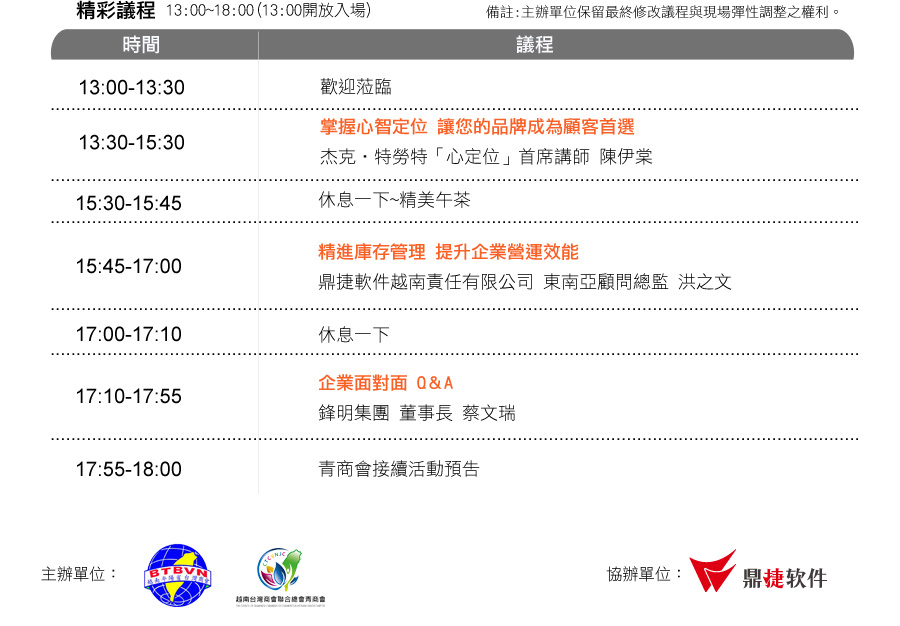 精彩議程 13:00~18:00(13:00開放入場)
備註:主辦單位保留最終修改議程與現場彈性調整之權利。
時間 議程
13:00-13:30 歡迎蒞臨
掌握心智定位 讓您的品牌成為顧客首選
13:30-15:30
杰克·特勞特「心定位」首席講師 陳伊棠
15:30-15:45 休息一下~精美午茶
精進庫存管理 提升企業營運效能
15:45-17:00
鼎捷軟件越南責任有限公司 東南亞顧問總監 洪之文
17:00-17:10 休息一下
企業面對面 Q&A
17:10-17:55
鋒明集團 董事長 蔡文瑞
17:55-18:00 青商會接續活動預告
主辦單位：
BTBVN
越南平陽省台灣商會
CTCVNJC
越南台灣商會聯合總會青商會
協辦單位：
鼎捷软件